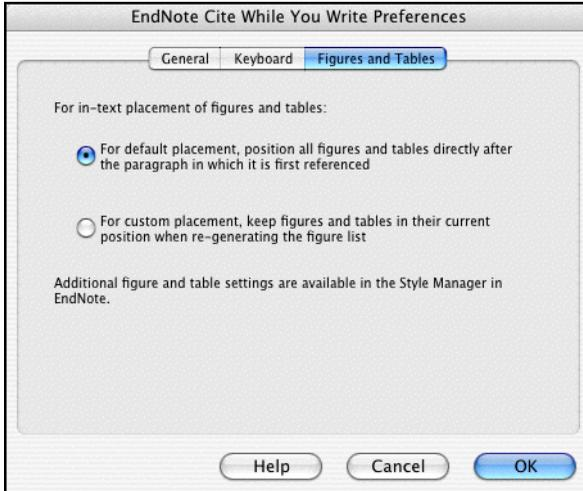 EndNote Cite While You Write Preferences
General Keyboard Figures and Tables
For in-text placement of figures and tables:
For default placement, position all figures and tables directly after
the paragraph in which it is first referenced
For custom placement, keep figures and tables in their current
position when re-generating the figure list
Additional figure and table settings are available in the Style Manager in
EndNote.
Help Cancel OK